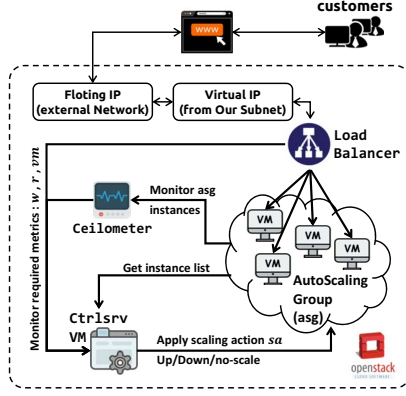 customers
WWW
Floting IP
(external Network)
Virtual IP
(from Our Subnet)
Load
Balancer
Monitor required metrics : w , r , vm
Monitor asg
instances
Ceilometer
VM
VM
VM
VM
Get instance list
AutoScaling
Group
(asg)
Ctrlsrv
VM
Apply scaling action sa
Up/Down/no-scale
openstack
CLOUD SOFTWARE